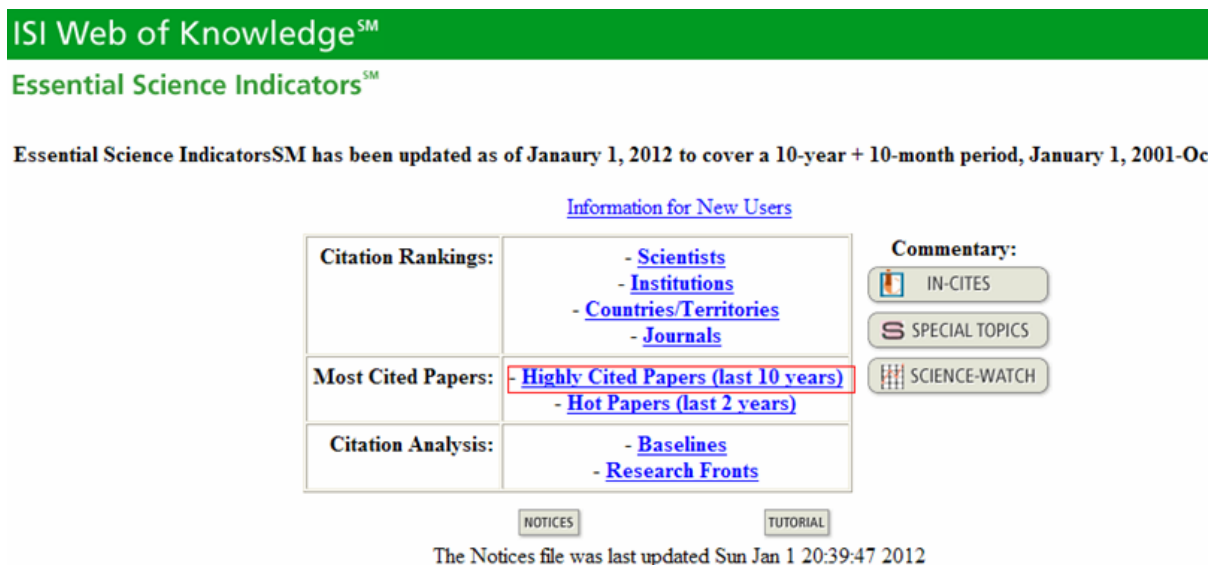 ISI Web of Knowledge℠
Essential Science Indicators℠
Essential Science IndicatorsSM has been updated as of Janaury 1, 2012 to cover a 10-year + 10-month period, January 1, 2001-Oc
Information for New Users
Citation Rankings:
- Scientists
- Institutions
- Countries/Territories
- Journals
Most Cited Papers:
- Highly Cited Papers (last 10 years)
- Hot Papers (last 2 years)
Citation Analysis:
- Baselines
- Research Fronts
Commentary:
IN-CITES
SPECIAL TOPICS
SCIENCE-WATCH
NOTICES
TUTORIAL
The Notices file was last updated Sun Jan 1 20:39:47 2012